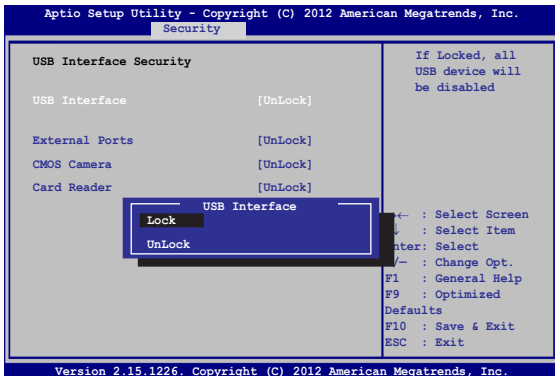 Aptio Setup Utility - Copyright (C) 2012 American Megatrends, Inc.
Security
USB Interface Security
USB Interface [UnLock]
External Ports [UnLock]
CMOS Camera [UnLock]
Card Reader [UnLock]
USB Interface
Lock
UnLock
If Locked, all
USB device will
be disabled
← : Select Screen
↓ : Select Item
nter: Select
/— : Change Opt.
F1 : General Help
F9 : Optimized
Defaults
F10 : Save & Exit
ESC : Exit
Version 2.15.1226. Copyright (C) 2012 American Megatrends, Inc.